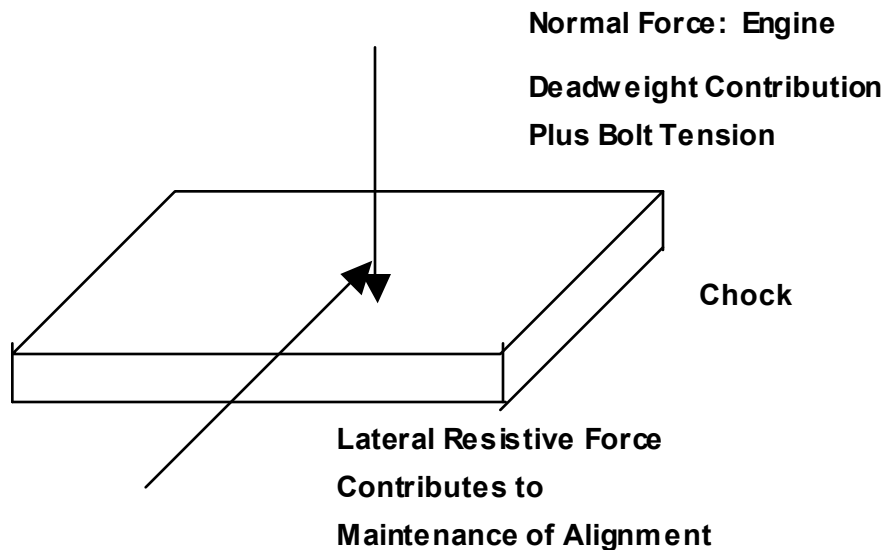 Normal Force: Engine
Deadweight Contribution
Plus Bolt Tension
Chock
Lateral Resistive Force
Contributes to
Maintenance of Alignment